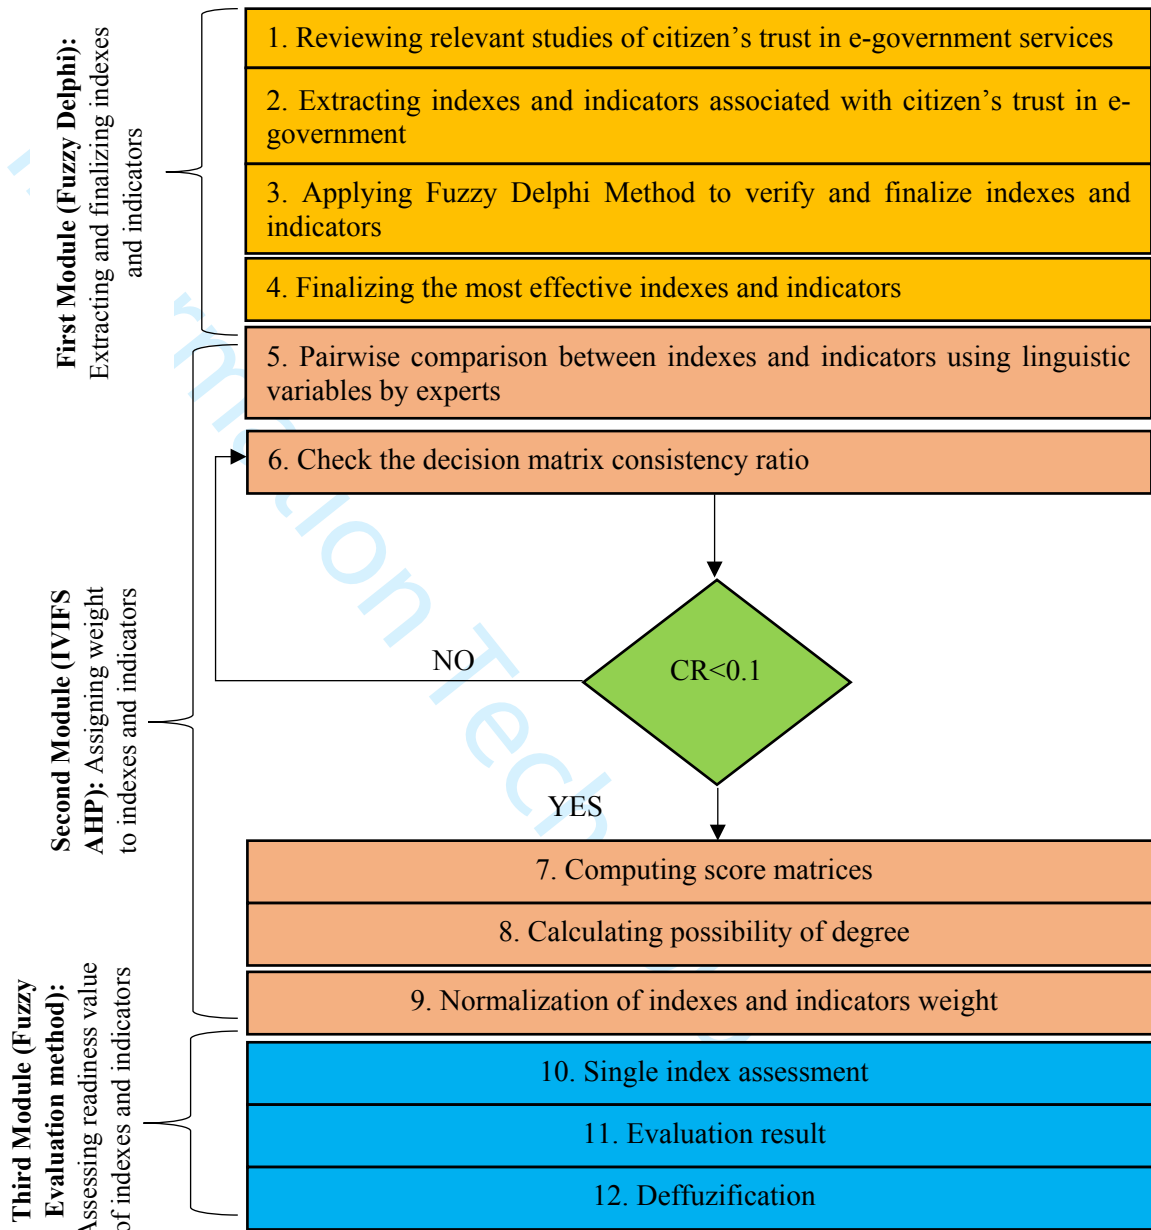 First Module (Fuzzy Delphi):
Extracting and finalizing indexes
and indicators
1. Reviewing relevant studies of citizen’s trust in e-government services
2. Extracting indexes and indicators associated with citizen’s trust in e-
government
3. Applying Fuzzy Delphi Method to verify and finalize indexes and
indicators
4. Finalizing the most effective indexes and indicators
Second Module (IVIFS
AHP): Assigning weight
to indexes and indicators
5. Pairwise comparison between indexes and indicators using linguistic
variables by experts
6. Check the decision matrix consistency ratio
NO
CR<0.1
YES
7. Computing score matrices
8. Calculating possibility of degree
9. Normalization of indexes and indicators weight
Third Module (Fuzzy
Evaluation method):
Assessing readiness value
of indexes and indicators
10. Single index assessment
11. Evaluation result
12. Deffuzification